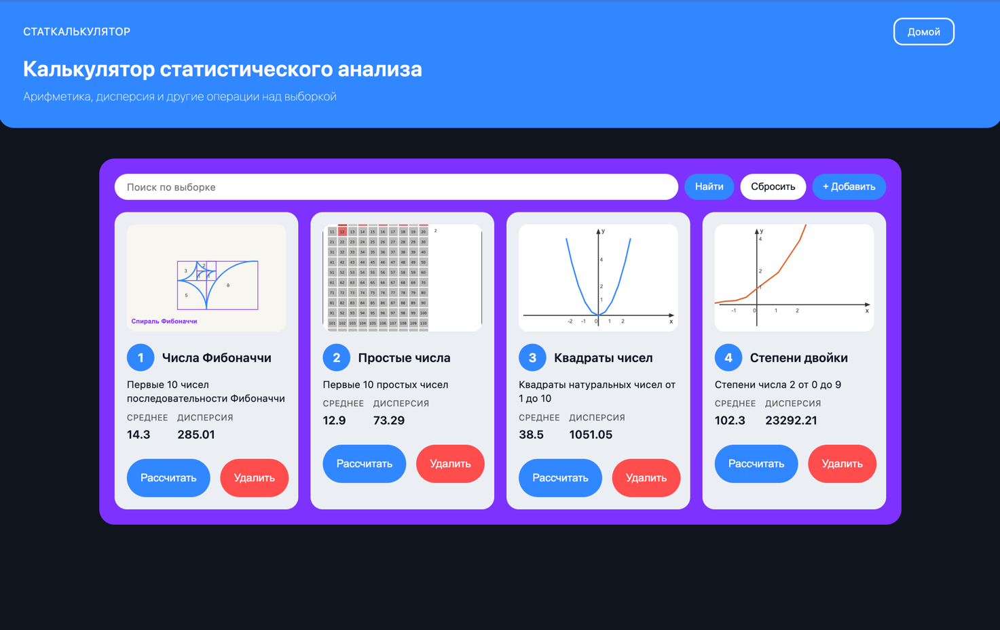 СТАТКАЛЬКУЛЯТОР
Домой
Калькулятор статистического анализа
Арифметика, дисперсия и другие операции над выборкой
Поиск по выборке
Найти
Сбросить
+ Добавить
2
3
8
5
Спираль Фибоначчи
11 12 13 14 15 16 17 18 19 20 2
21 22 23 24 25 26 27 28 29 30
31 32 33 34 35 36 37 38 39 40
41 42 43 44 45 46 47 48 49 50
51 52 53 54 55 56 57 58 59 60
61 62 63 64 65 66 67 68 69 70
71 72 73 74 75 76 77 78 79 80
81 82 83 84 85 86 87 88 89 90
91 92 93 94 95 96 97 98 99 100
101 102 103 104 105 106 107 108 109 110
y
4
2
1
-2 -1 0 1 2
x
y
4
2
1
-1 0 1 2
x
1 Числа Фибоначчи
Первые 10 чисел
последовательности Фибоначчи
СРЕДНЕЕ ДИСПЕРСИЯ
14.3 285.01
Рассчитать Удалить
2 Простые числа
Первые 10 простых чисел
СРЕДНЕЕ ДИСПЕРСИЯ
12.9 73.29
Рассчитать Удалить
3 Квадраты чисел
Квадраты натуральных чисел от
1 до 10
СРЕДНЕЕ ДИСПЕРСИЯ
38.5 1051.05
Рассчитать Удалить
4 Степени двойки
Степени числа 2 от 0 до 9
СРЕДНЕЕ ДИСПЕРСИЯ
102.3 23292.21
Рассчитать Удалить